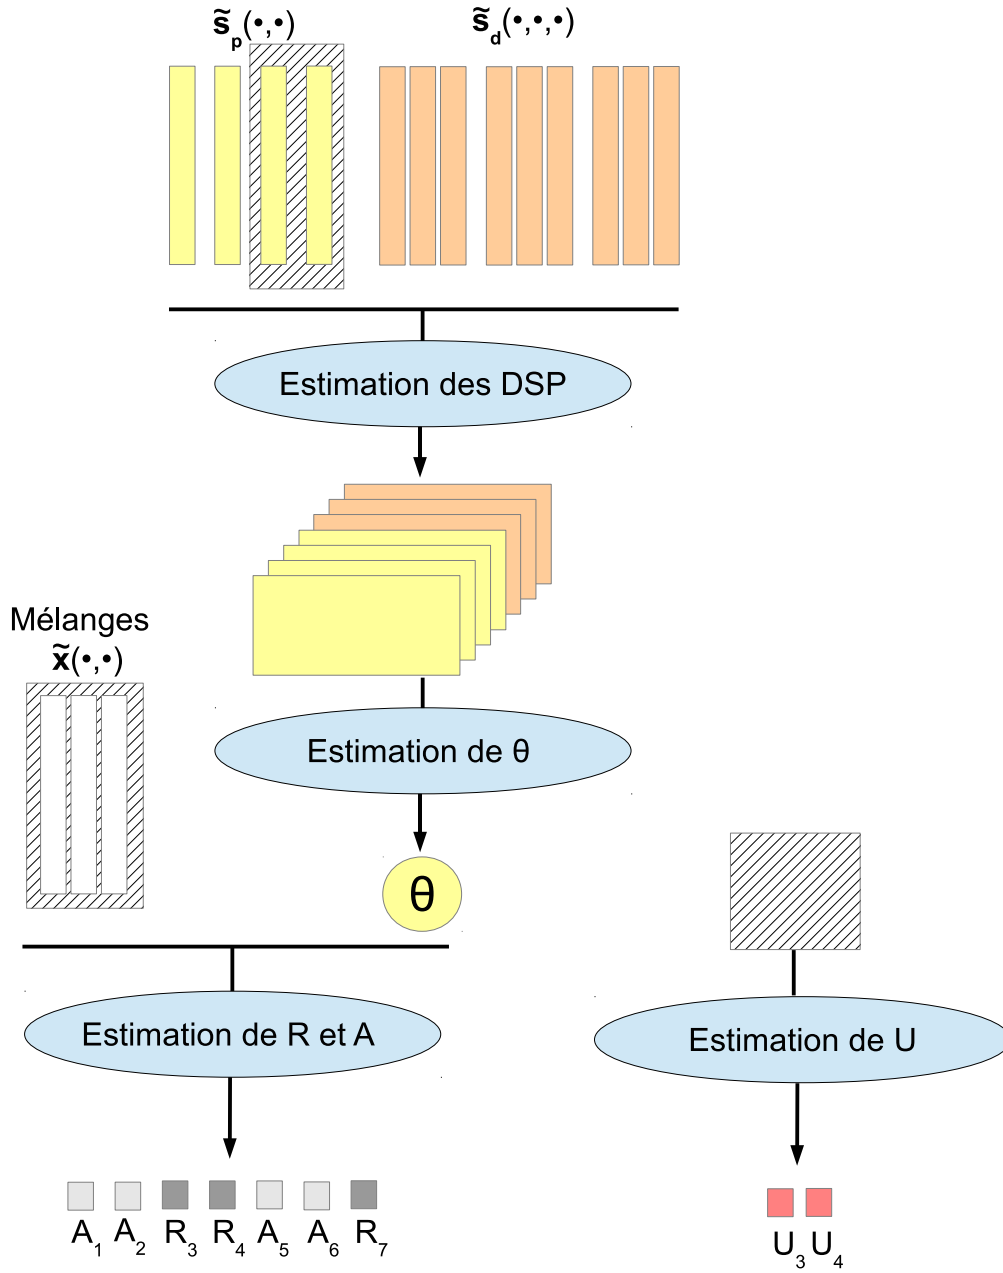 s̃p(•,•)
s̃d(•,•,•)
Estimation des DSP
Mélanges
x̃(•,•)
Estimation de θ
θ
Estimation de R et A
Estimation de U
A1 A2 R3 R4 A5 A6 R7
U3 U4